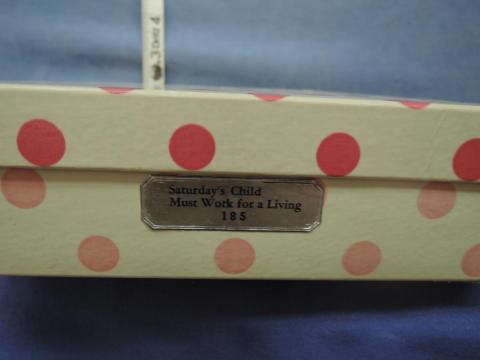 Saturday's Child
Must Work for a Living
185